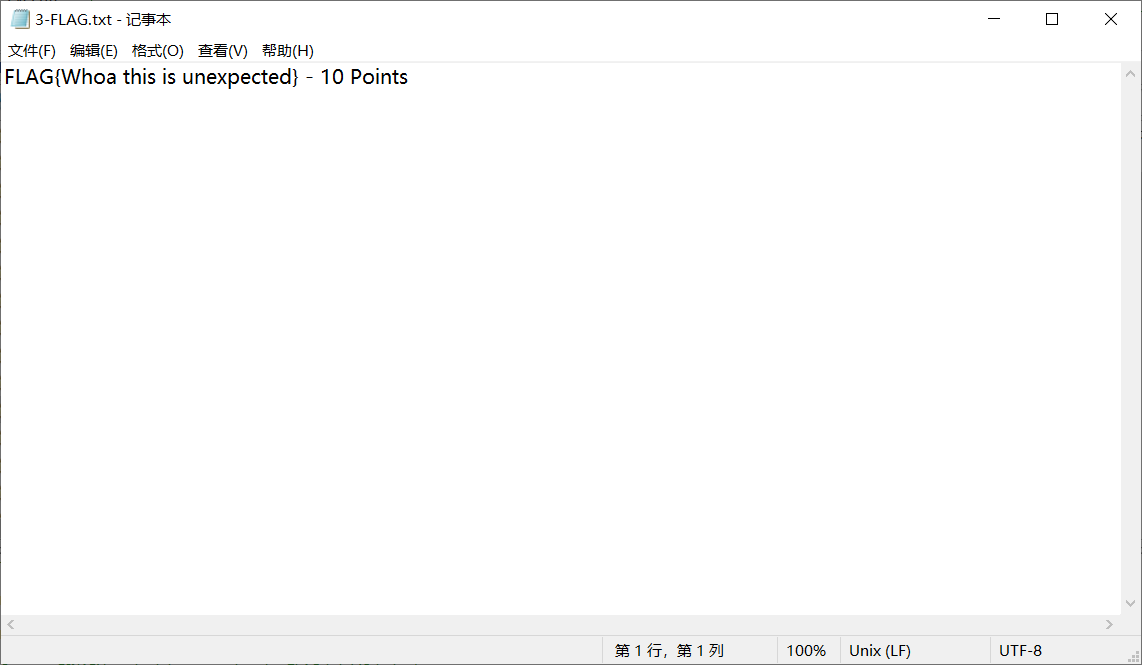 3-FLAG.txt - 记事本
文件(F) 编辑(E) 格式(O) 查看(V) 帮助(H)
FLAG{Whoa this is unexpected} - 10 Points
第 1 行，第 1 列 100% Unix (LF) UTF-8